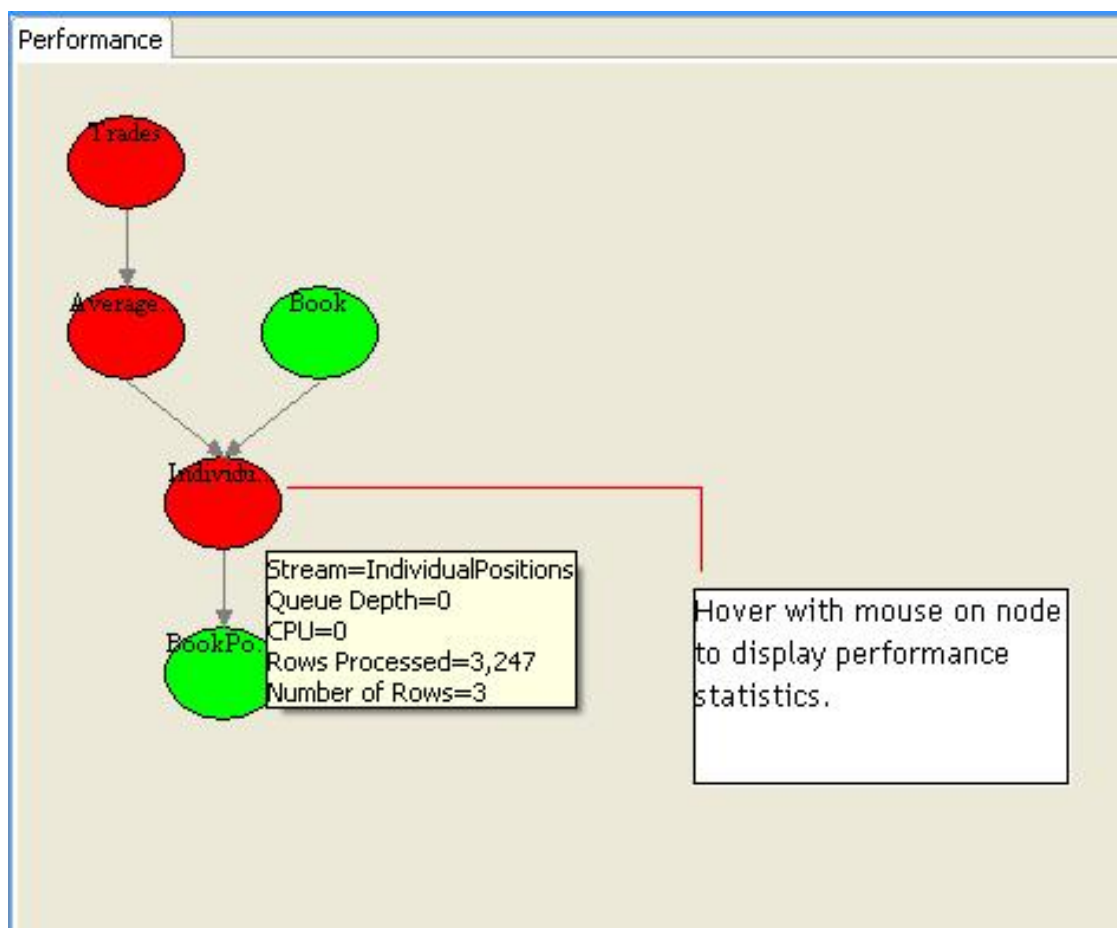 Performance
Trades
Average...
Book
Individu...
Stream=IndividualPositions
Queue Depth=0
CPU=0
Rows Processed=3,247
Number of Rows=3
BookPo...
Hover with mouse on node
to display performance
statistics.